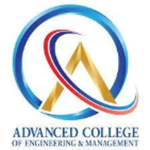 ADVANCED COLLEGE
OF ENGINEERING & MANAGEMENT